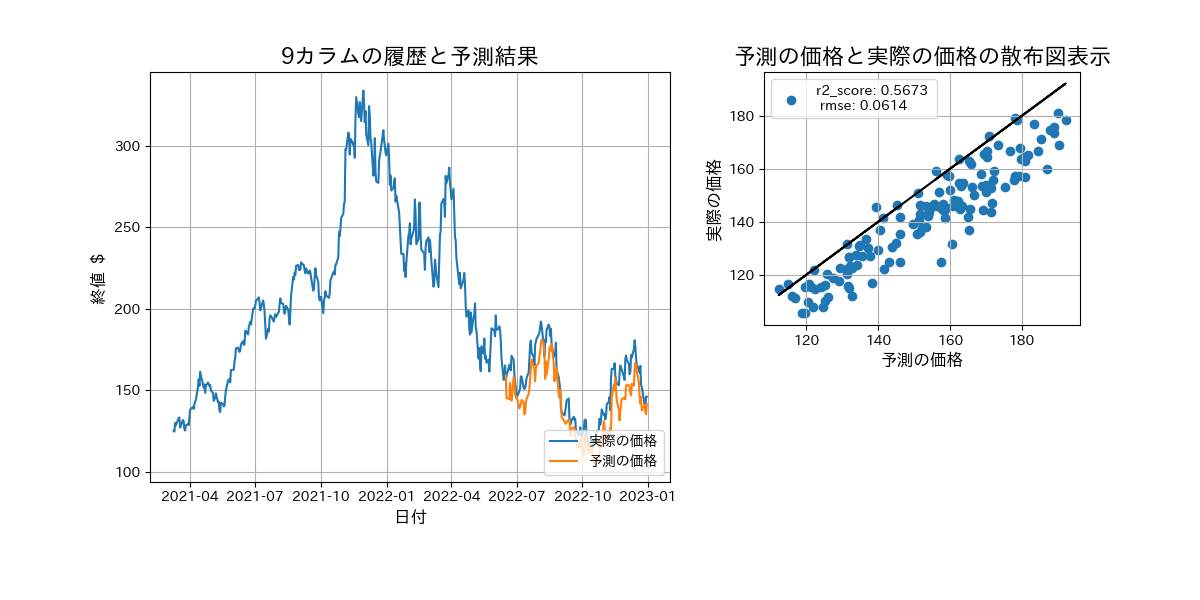 9カラムの履歴と予測結果
終値 $
300
250
200
150
100
実際の価格
予測の価格
2021-04 2021-07 2021-10 2022-01 2022-04 2022-07 2022-10 2023-01
日付
予測の価格と実際の価格の散布図表示
r2_score: 0.5673
rmse: 0.0614
実際の価格
180
160
140
120
120 140 160 180
予測の価格